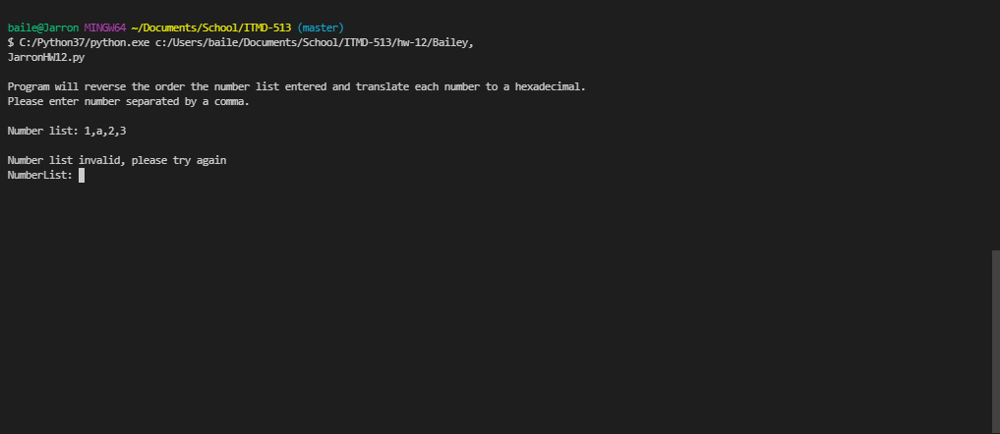 baile@Jarron MINGW64 ~/Documents/School/ITMD-513 (master)
$ C:/Python37/python.exe c:/Users/baile/Documents/School/ITMD-513/hw-12/Bailey,
JarronHW12.py
Program will reverse the order the number list entered and translate each number to a hexadecimal.
Please enter number separated by a comma.
Number list: 1,a,2,3
Number list invalid, please try again
NumberList: